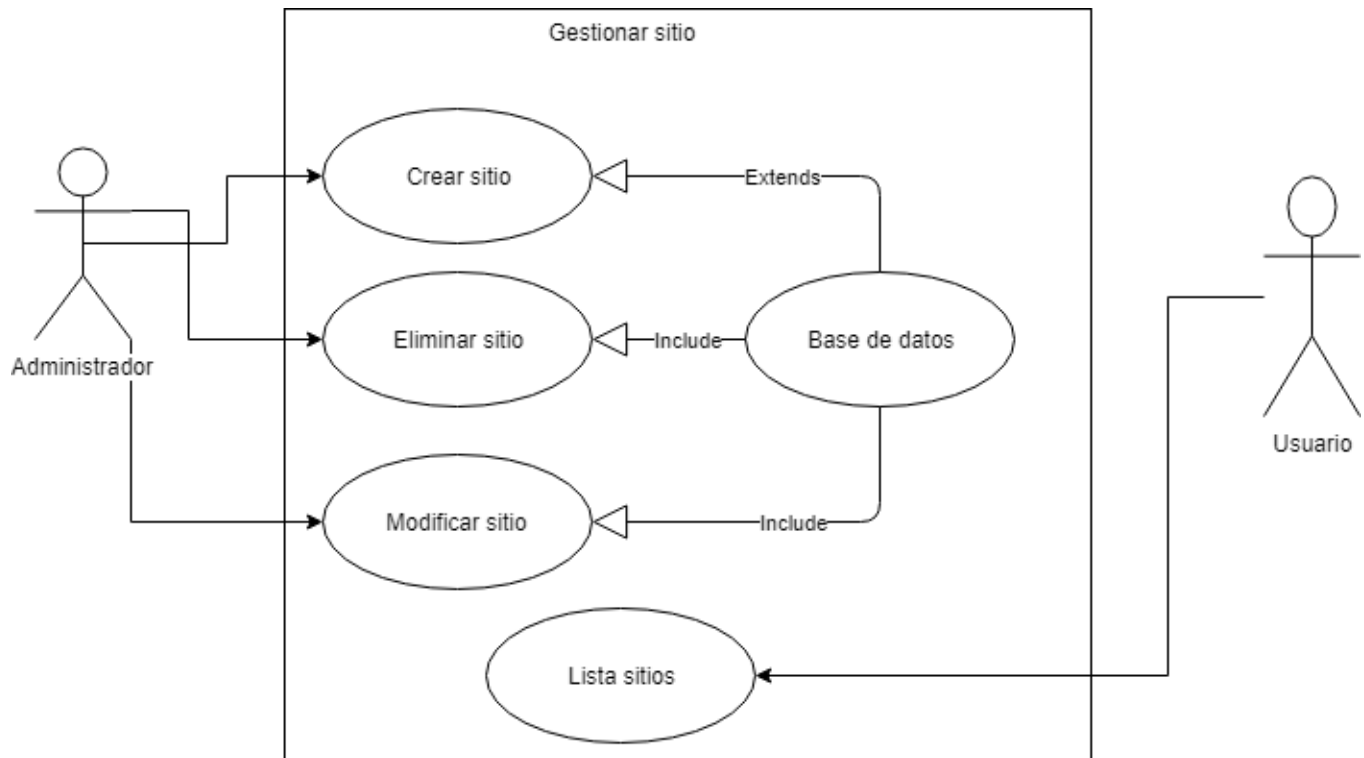 Gestionar sitio
Crear sitio
Extends
Eliminar sitio
Include
Base de datos
Administrador
Usuario
Modificar sitio
Include
Lista sitios